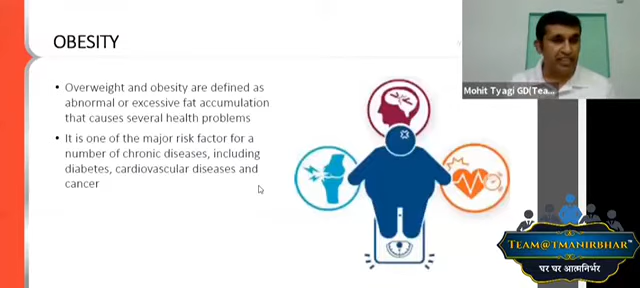 OBESITY
• Overweight and obesity are defined as
abnormal or excessive fat accumulation
that causes several health problems
• It is one of the major risk factor for a
number of chronic diseases, including
diabetes, cardiovascular diseases and
cancer
Mohit Tyagi GD(Tea...
TEAM@TMANIRBHAR™
घर घर आत्मनिर्भर